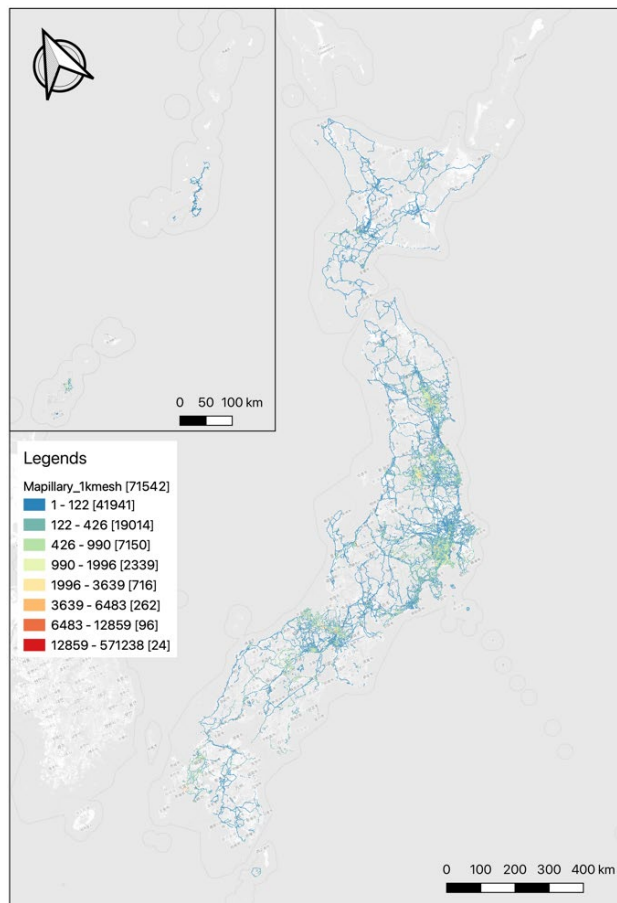 0 50 100 km
Legends
Mapillary_1kmesh [71542]
1 - 122 [41941]
122 - 426 [19014]
426 - 990 [7150]
990 - 1996 [2339]
1996 - 3639 [716]
3639 - 6483 [262]
6483 - 12859 [96]
12859 - 571238 [24]
0 100 200 300 400 km